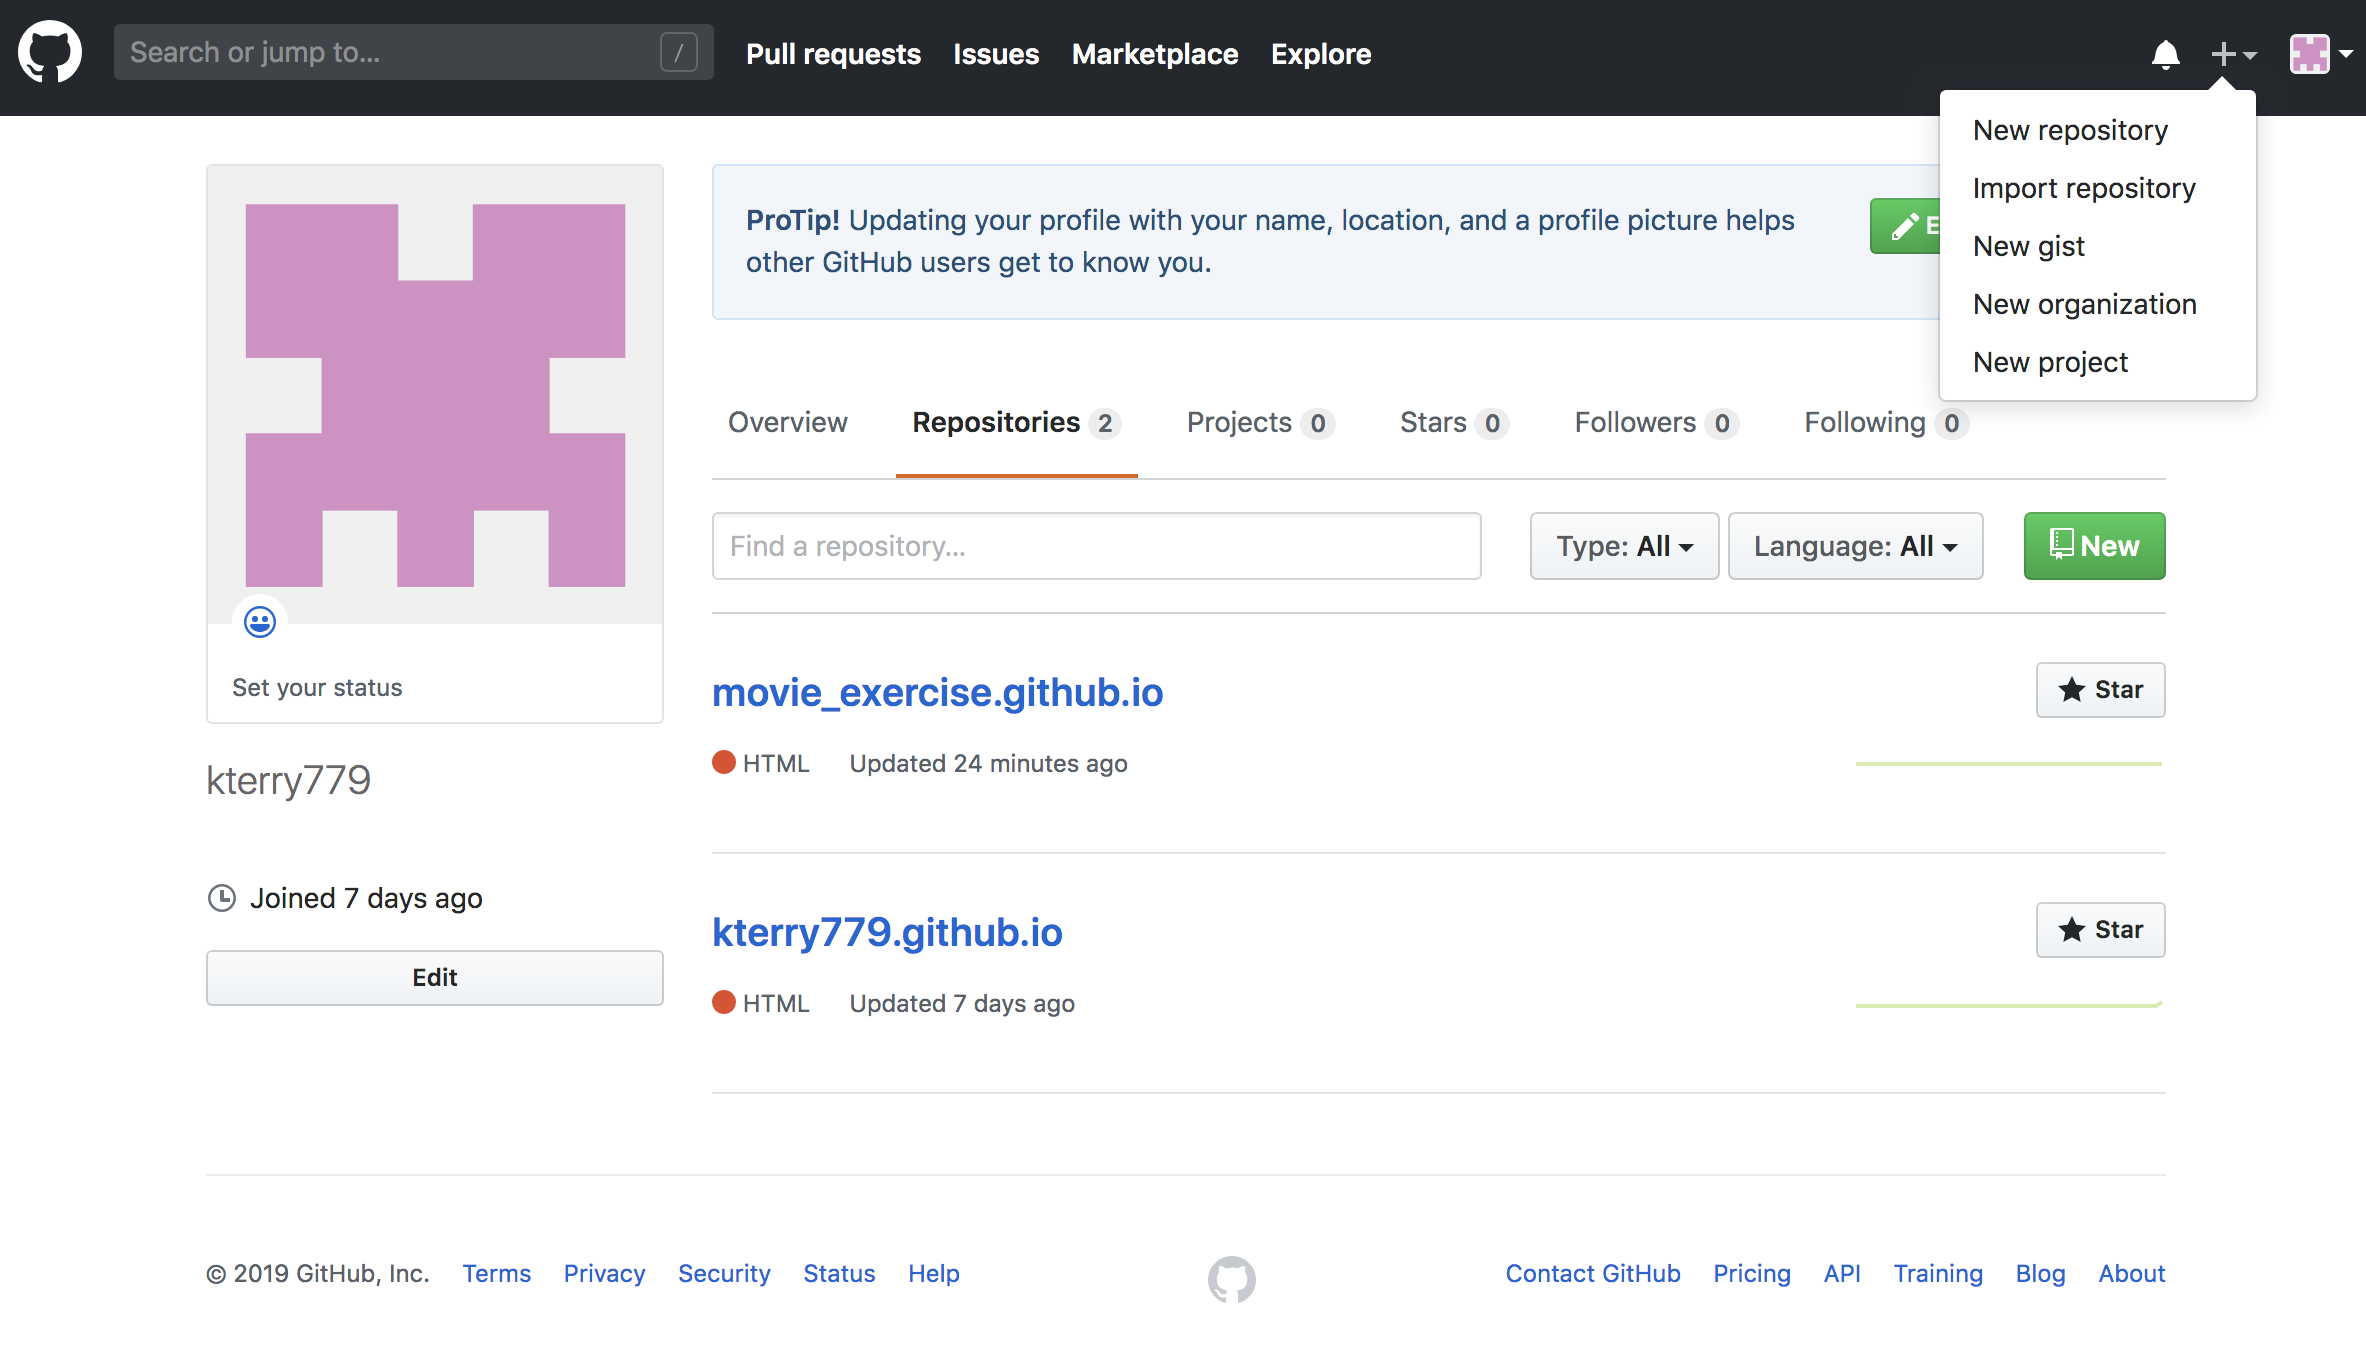 Search or jump to... /
Pull requests Issues Marketplace Explore
New repository
Import repository
New gist
New organization
New project
ProTip! Updating your profile with your name, location, and a profile picture helps
other GitHub users get to know you.
E
Overview Repositories 2 Projects 0 Stars 0 Followers 0 Following 0
Find a repository... Type: All Language: All New
Set your status
kterry779
Joined 7 days ago
Edit
movie_exercise.github.io Star
HTML Updated 24 minutes ago
kterry779.github.io Star
HTML Updated 7 days ago
© 2019 GitHub, Inc. Terms Privacy Security Status Help Contact GitHub Pricing API Training Blog About